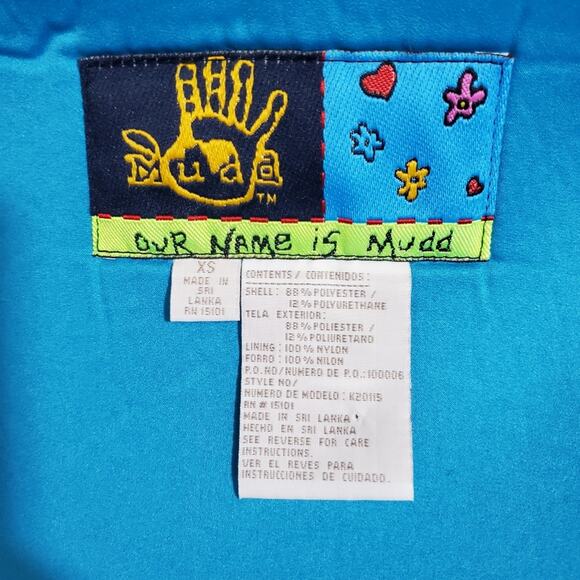 Mudd
TM
OUR NAME iS MUdd
XS
MADE IN
SRI
LANKA
RN 15101
CONTENTS / CONTENIDOS :
SHELL: 88 % POLYESTER /
12 % POLYURETHANE
TELA EXTERIOR:
88 % POLIESTER /
12 % POLIURETANO
LINING : 100 % NYLON
FORRO : 100 % NILON
P.O.NO/NUMERO DE P.O.:100006
STYLE NO/
NUMERO DE MODELO : K20115
RN # 15101
MADE IN SRI LANKA
HECHO EN SRI LANKA
SEE REVERSE FOR CARE
INSTRUCTIONS.
VER EL REVES PARA
INSTRUCCIONES DE CUIDADO.